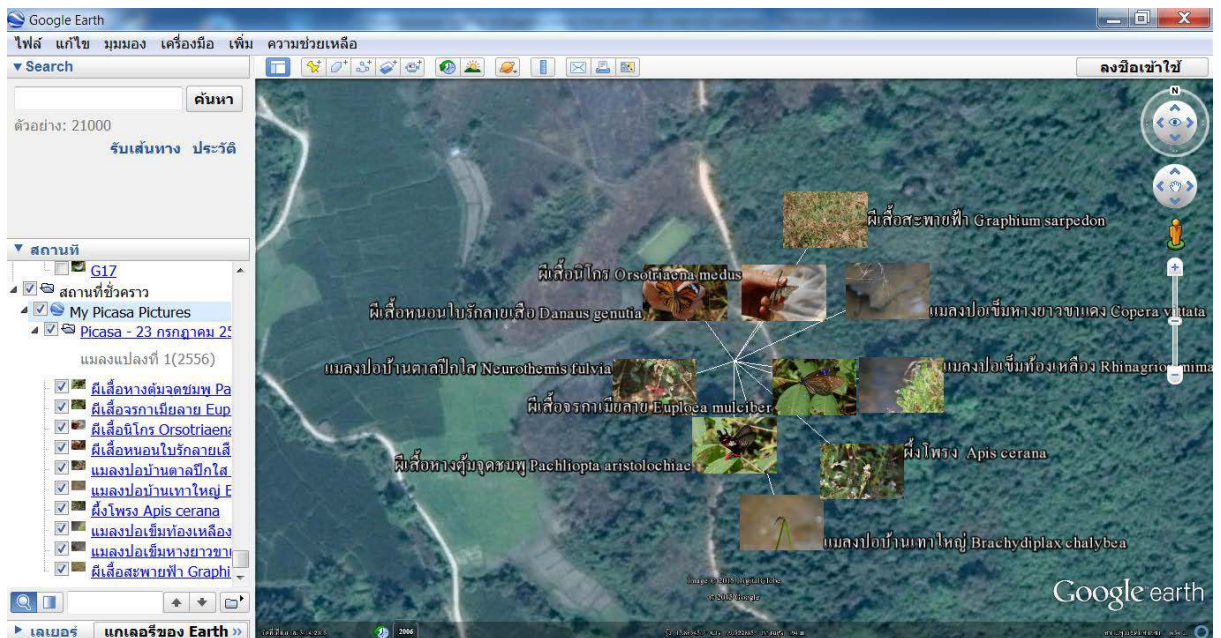 Google Earth
ไฟล์ แก้ไข มุมมอง เครื่องมือ เพิ่ม ความช่วยเหลือ
Search
ลงชื่อเข้าใช้
ค้นหา
ตัวอย่าง: 21000
รับเส้นทาง ประวัติ
สถานที่
G17
สถานที่ชั่วคราว
My Picasa Pictures
Picasa - 23 กรกฎาคม 25
แมลงแปลงที่ 1(2556)
ผีเสื้อหางตุ้มจุดชมพู Pa
ผีเสื้อจรกาเมียลาย Eup
ผีเสื้อนิโกร Orsotriaena
ผีเสื้อหนอนใบรักลายเสื
แมลงปอบ้านตาลปีกใส
แมลงปอบ้านเทาใหญ่ B
ผึ้งโพรง Apis cerana
แมลงปอเข็มท้องเหลือง
แมลงปอเข็มหางยาวขา
ผีเสื้อสะพายฟ้า Graphi
เลเยอร์ แกเลอรีของ Earth »
N
ผีเสื้อสะพายฟ้า Graphium sarpedon
ผีเสื้อนิโกร Orsotriaena medus
ผีเสื้อหนอนใบรักลายเสือ Danaus genutia
แมลงปอเข็มหางยาวขาแดง Copera vittata
แมลงปอบ้านตาลปีกใส Neurothemis fulvia
แมลงปอเข็มท้องเหลือง Rhinagrion mima
ผีเสื้อจรกาเมียลาย Euploea mulciber
ผีเสื้อหางตุ้มจุดชมพู Pachliopta aristolochiae
ผึ้งโพรง Apis cerana
แมลงปอบ้านเทาใหญ่ Brachydiplax chalybea
Image © 2015 DigitalGlobe
© 2015 Google
Google earth
2006